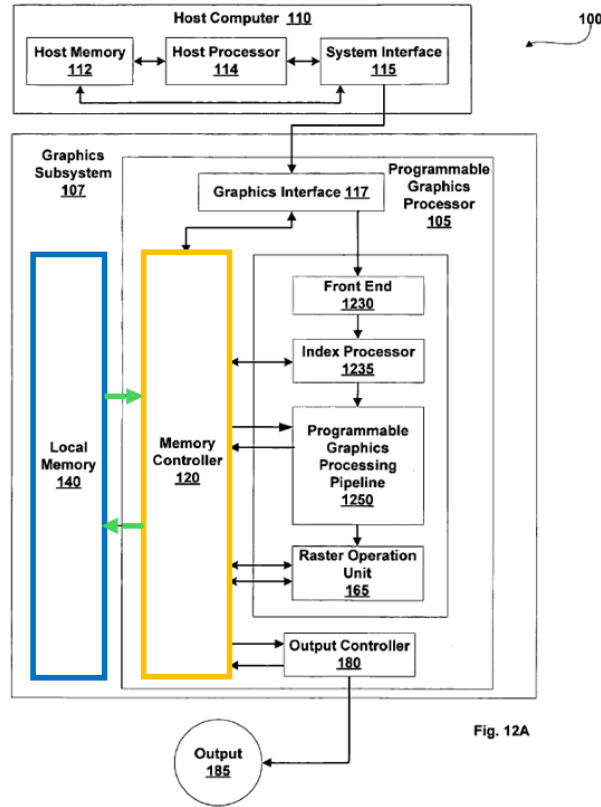 Host Computer 110
100
Host Memory
112
Host Processor
114
System Interface
115
Graphics
Subsystem
107
Programmable
Graphics
Processor
105
Graphics Interface 117
Front End
1230
Index Processor
1235
Local
Memory
140
Memory
Controller
120
Programmable
Graphics
Processing
Pipeline
1250
Raster Operation
Unit
165
Output Controller
180
Output
185
Fig. 12A